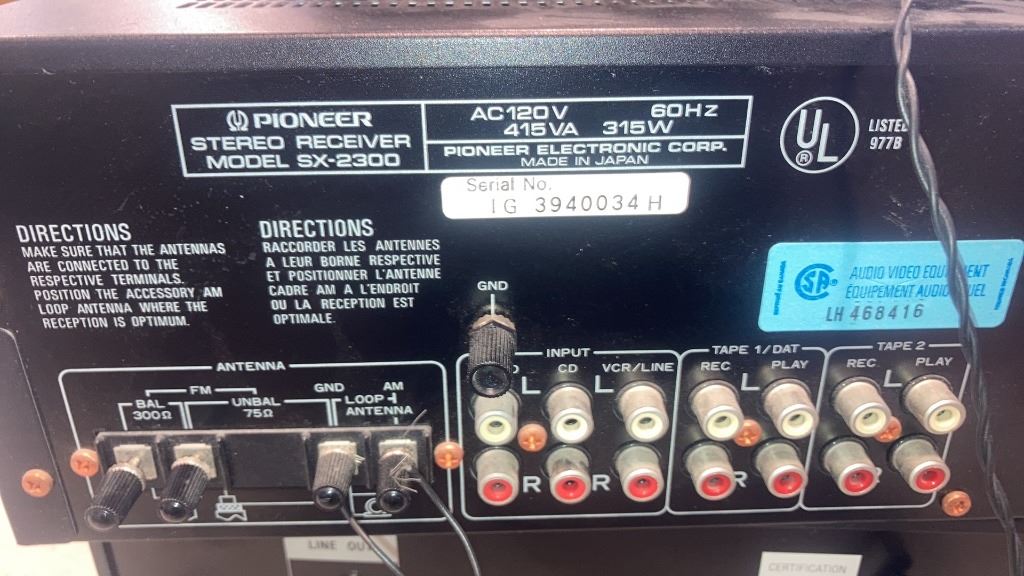 PIONEER
STEREO RECEIVER
MODEL SX-2300
AC120V 60Hz
415VA 315W
PIONEER ELECTRONIC CORP.
MADE IN JAPAN
UL
®
LISTED
977B
Serial No.
IG 3940034 H
DIRECTIONS
MAKE SURE THAT THE ANTENNAS
ARE CONNECTED TO THE
RESPECTIVE TERMINALS.
POSITION THE ACCESSORY AM
LOOP ANTENNA WHERE THE
RECEPTION IS OPTIMUM.
DIRECTIONS
RACCORDER LES ANTENNES
A LEUR BORNE RESPECTIVE
ET POSITIONNER L'ANTENNE
CADRE AM A L'ENDROIT
OU LA RECEPTION EST
OPTIMALE.
SA
AUDIO VIDEO EQUIPMENT
ÉQUIPEMENT AUDIO
LH 468416
GND
ANTENNA
FM
BAL
300Ω
UNBAL
75Ω
GND AM
LOOP
ANTENNA
INPUT
CD VCR/LINE
L
R R
TAPE 1/DAT
REC PLAY
L
R
TAPE 2
REC PLAY
L
LINE OUT
CERTIFICATION